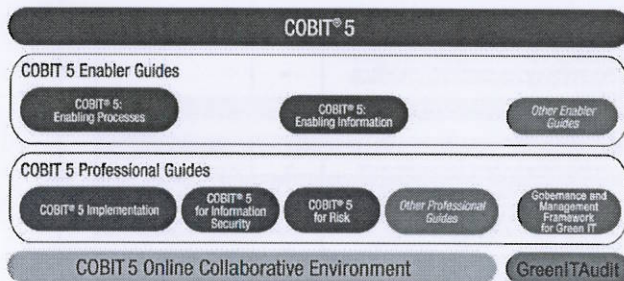 COBIT® 5
COBIT 5 Enabler Guides
COBIT® 5:
Enabling Processes
COBIT® 5:
Enabling Information
Other Enabler
Guides
COBIT 5 Professional Guides
COBIT® 5 Implementation
COBIT® 5
for Information
Security
COBIT® 5
for Risk
Other Professional
Guides
Gobernance and
Management
Framework
for Green IT
COBIT 5 Online Collaborative Environment
GreenITAudit